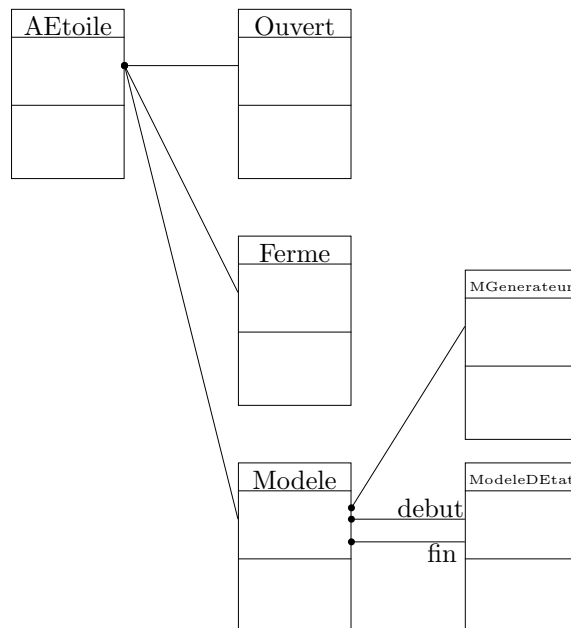 AEtoile
Ouvert
Ferme
MGenerateur
Modele
ModeleDEtat
debut
fin